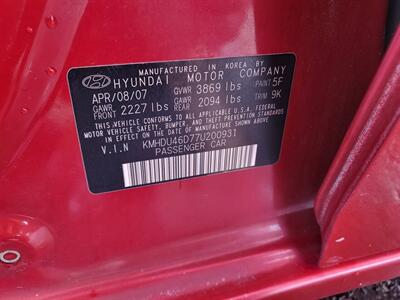 MANUFACTURED IN KOREA BY
HYUNDAI MOTOR COMPANY
APR/08/07 GVWR 3869 lbs PAINT 5F
GAWR FRONT 2227 lbs GAWR REAR 2094 lbs TRIM 9K
THIS VEHICLE CONFORMS TO ALL APPLICABLE U.S.A. FEDERAL
MOTOR VEHICLE SAFETY, BUMPER, AND THEFT PREVENTION STANDARDS
IN EFFECT ON THE DATE OF MANUFACTURE SHOWN ABOVE.
V.I.N KMHDU46D77U200931
PASSENGER CAR